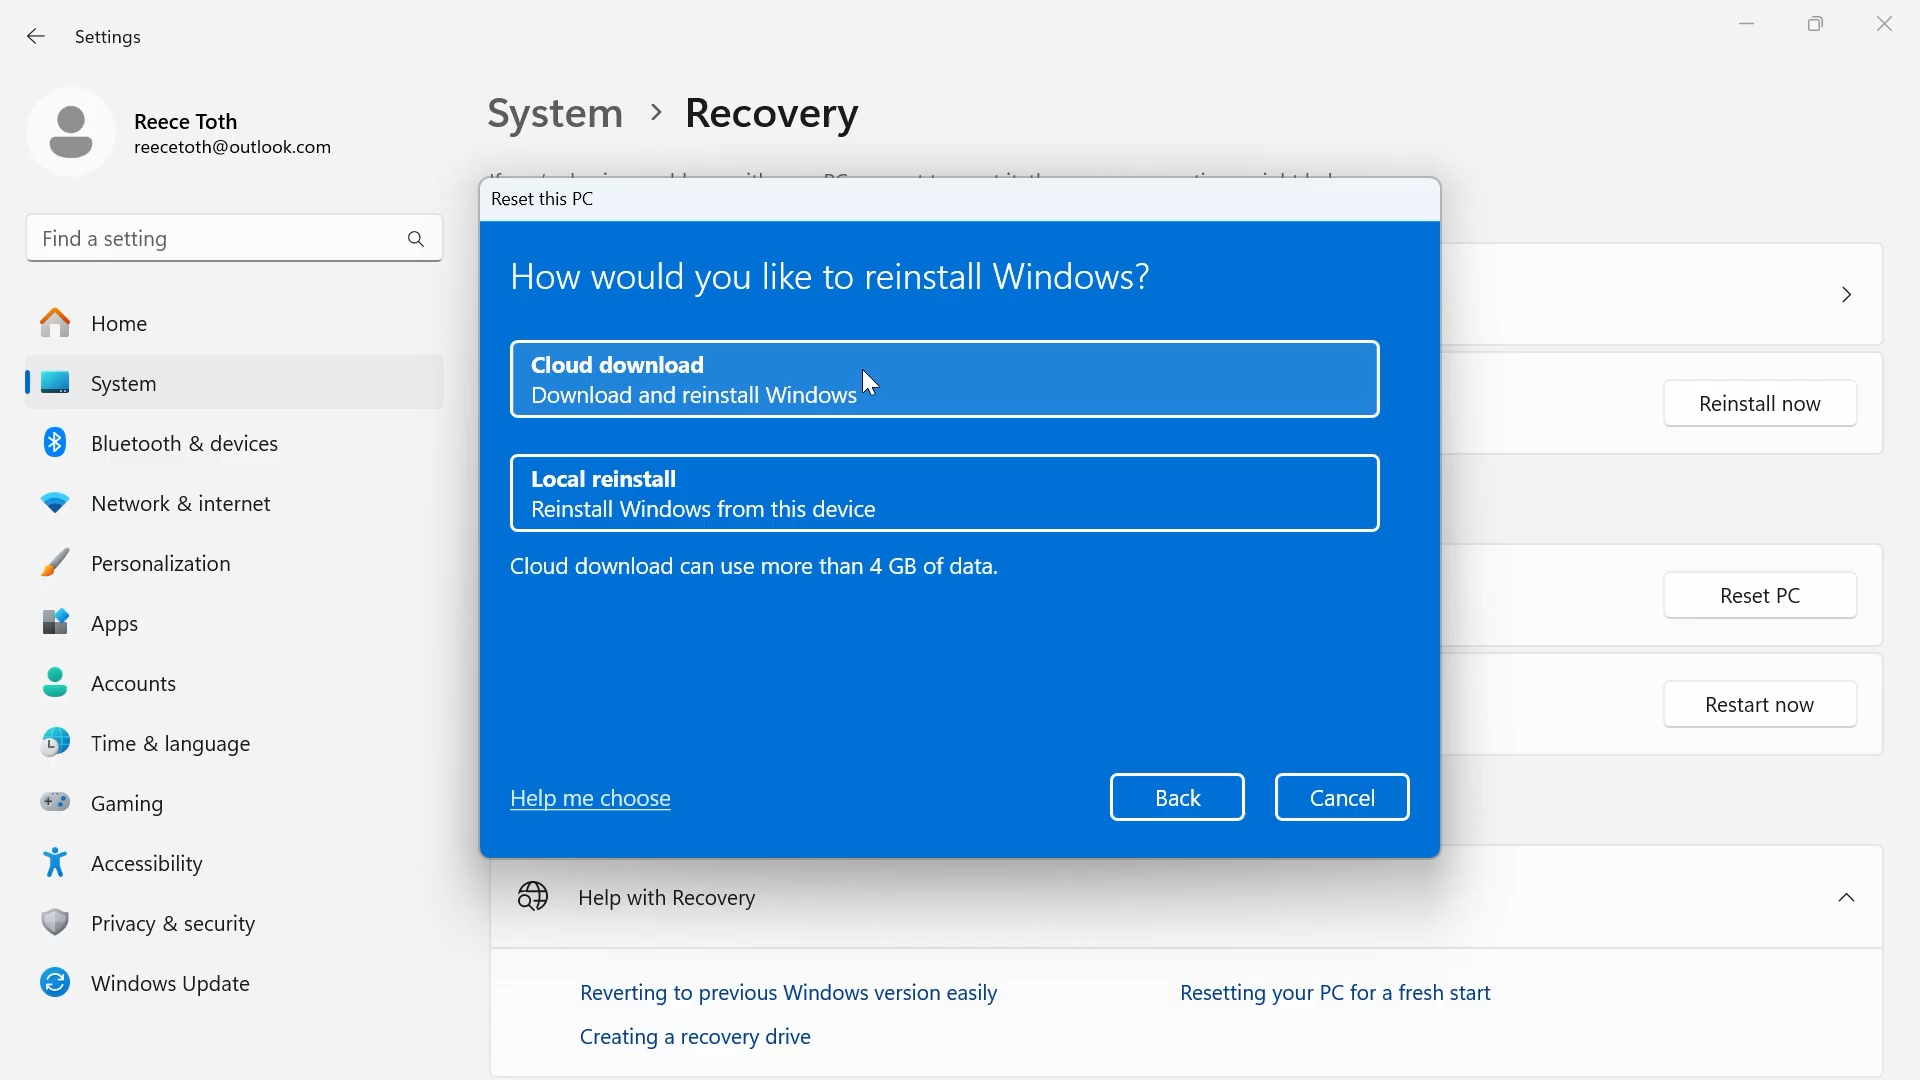 Settings
Reece Toth
reecetoth@outlook.com
Find a setting
Home
System
Bluetooth & devices
Network & internet
Personalization
Apps
Accounts
Time & language
Gaming
Accessibility
Privacy & security
Windows Update
System > Recovery
Reset this PC
How would you like to reinstall Windows?
Cloud download
Download and reinstall Windows
Local reinstall
Reinstall Windows from this device
Cloud download can use more than 4 GB of data.
Help me choose
Back
Cancel
Reinstall now
Reset PC
Restart now
Help with Recovery
Reverting to previous Windows version easily
Resetting your PC for a fresh start
Creating a recovery drive